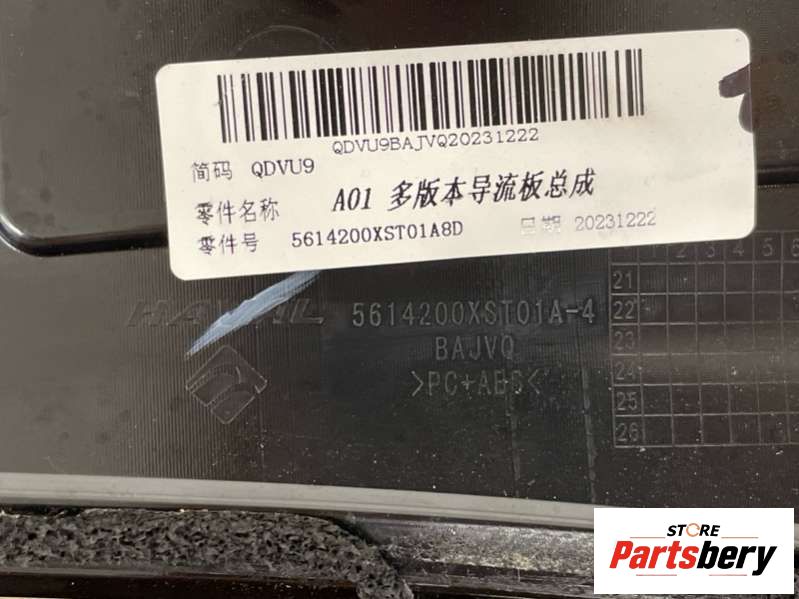 QDVU9BAJVQ20231222
简码 QDVU9
零件名称 A01 多版本导流板总成
零件号 5614200XST01A8D 日期 20231222
HAVAL 5614200XST01A-4
BAJVQ
>PC+ABS<
1 2 3 4 5 6
21
22
23
24
25
26
STORE
Partsbery